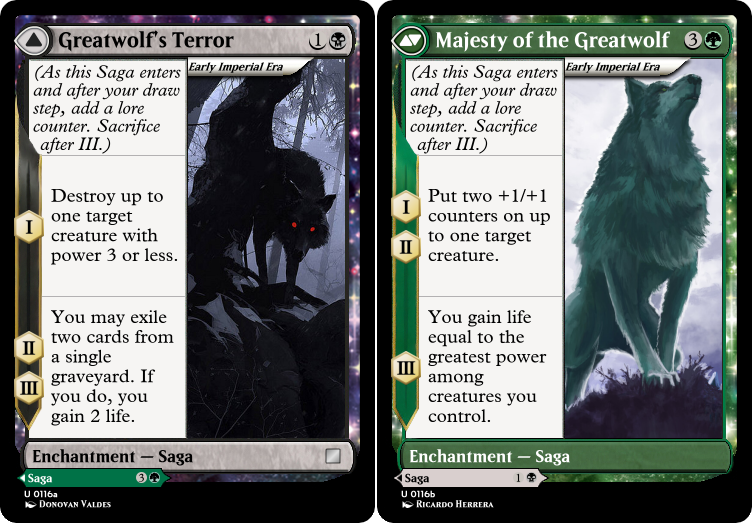 Greatwolf's Terror 1
Early Imperial Era
(As this Saga enters
and after your draw
step, add a lore
counter. Sacrifice
after III.)
I
Destroy up to
one target
creature with
power 3 or less.
II
III
You may exile
two cards from
a single
graveyard. If
you do, you
gain 2 life.
Enchantment — Saga
Saga 3
U 0116a
Donovan Valdes
Majesty of the Greatwolf 3
Early Imperial Era
(As this Saga enters
and after your draw
step, add a lore
counter. Sacrifice
after III.)
I
II
Put two +1/+1
counters on up
to one target
creature.
III
You gain life
equal to the
greatest power
among
creatures you
control.
Enchantment — Saga
Saga 1
U 0116b
Ricardo Herrera